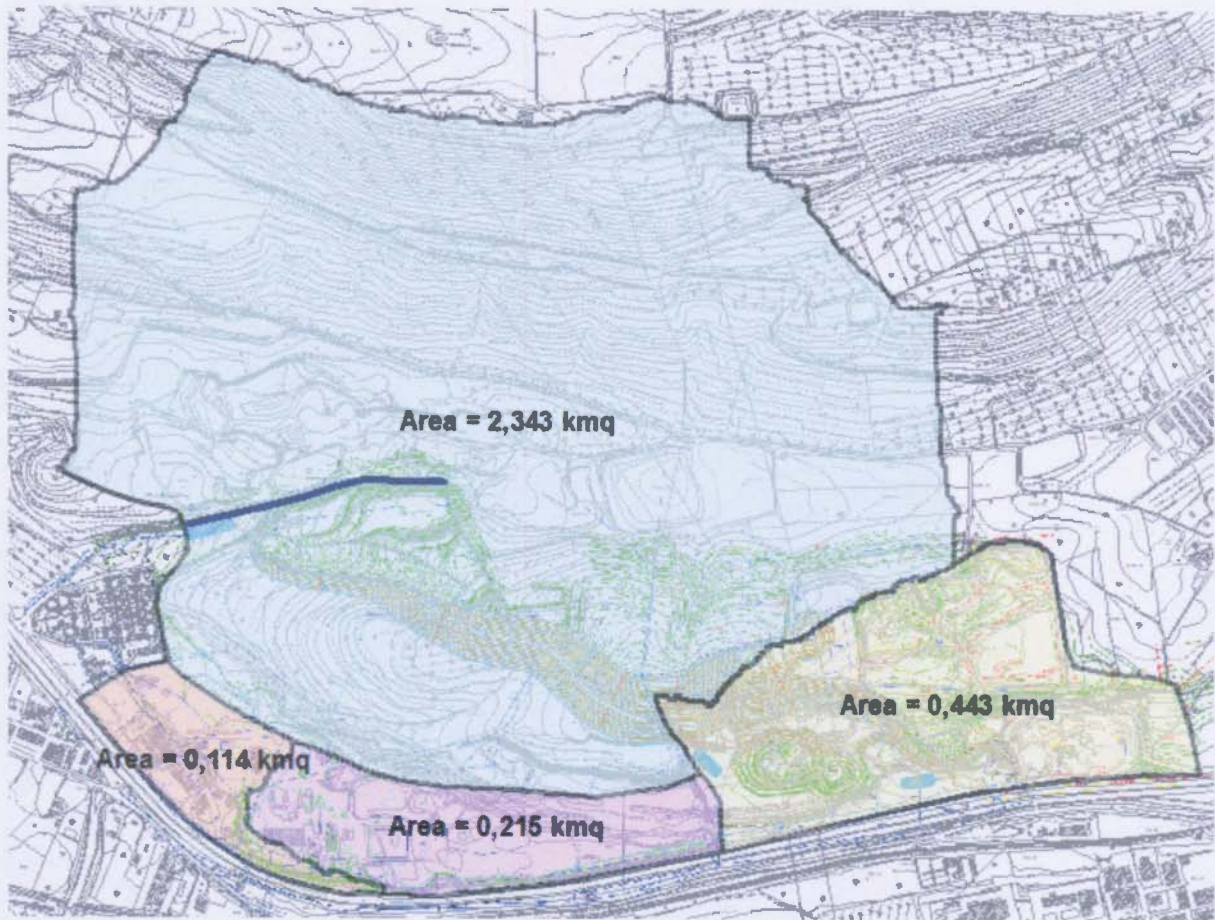 Area = 2,343 kmq
Area = 0,443 kmq
Area = 0,114 kmq
Area = 0,215 kmq